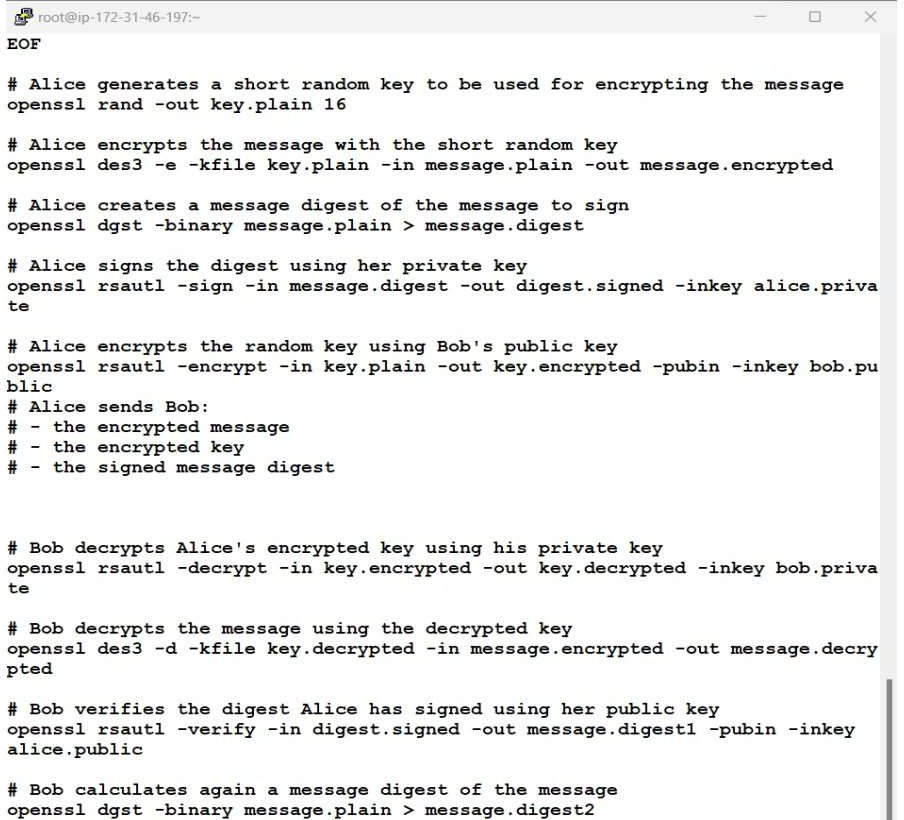 root@ip-172-31-46-197:~
EOF
# Alice generates a short random key to be used for encrypting the message
openssl rand -out key.plain 16
# Alice encrypts the message with the short random key
openssl des3 -e -kfile key.plain -in message.plain -out message.encrypted
# Alice creates a message digest of the message to sign
openssl dgst -binary message.plain > message.digest
# Alice signs the digest using her private key
openssl rsautl -sign -in message.digest -out digest.signed -inkey alice.priva
te
# Alice encrypts the random key using Bob's public key
openssl rsautl -encrypt -in key.plain -out key.encrypted -pubin -inkey bob.pu
blic
# Alice sends Bob:
# - the encrypted message
# - the encrypted key
# - the signed message digest
# Bob decrypts Alice's encrypted key using his private key
openssl rsautl -decrypt -in key.encrypted -out key.decrypted -inkey bob.priva
te
# Bob decrypts the message using the decrypted key
openssl des3 -d -kfile key.decrypted -in message.encrypted -out message.decry
pted
# Bob verifies the digest Alice has signed using her public key
openssl rsautl -verify -in digest.signed -out message.digest1 -pubin -inkey
alice.public
# Bob calculates again a message digest of the message
openssl dgst -binary message.plain > message.digest2